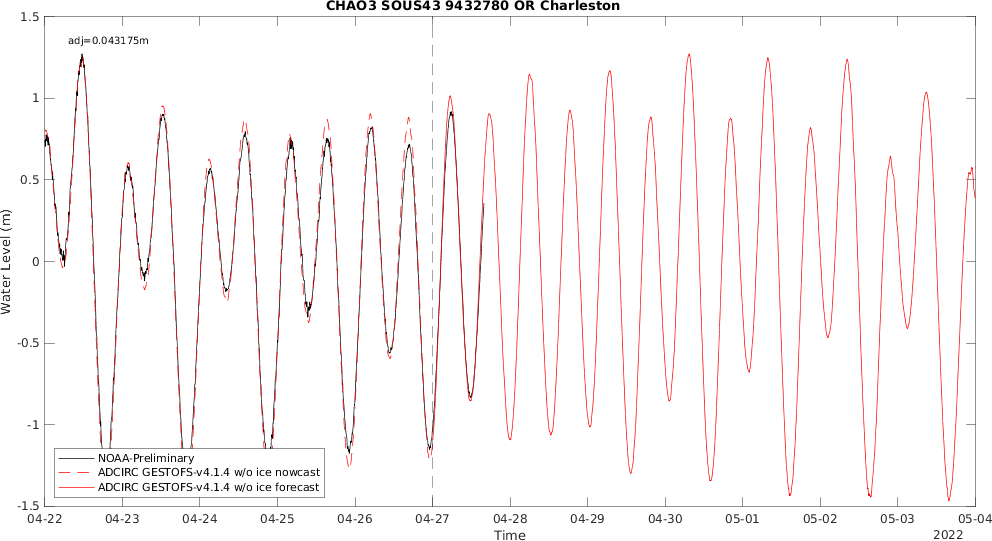 CHAO3 SOUS43 9432780 OR Charleston
adj=0.043175m
1.5
1
0.5
0
-0.5
-1
-1.5
Water Level (m)
NOAA-Preliminary
ADCIRC GESTOFS-v4.1.4 w/o ice nowcast
ADCIRC GESTOFS-v4.1.4 w/o ice forecast
04-22 04-23 04-24 04-25 04-26 04-27 04-28 04-29 04-30 05-01 05-02 05-03 05-04
Time
2022